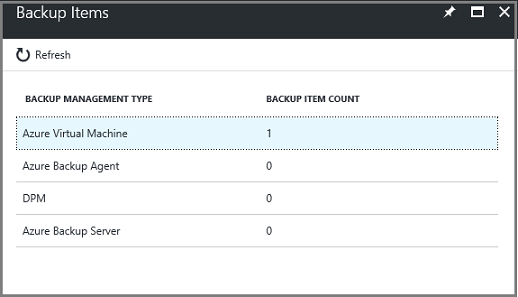 Backup Items
Refresh
BACKUP MANAGEMENT TYPE BACKUP ITEM COUNT
Azure Virtual Machine 1
Azure Backup Agent 0
DPM 0
Azure Backup Server 0